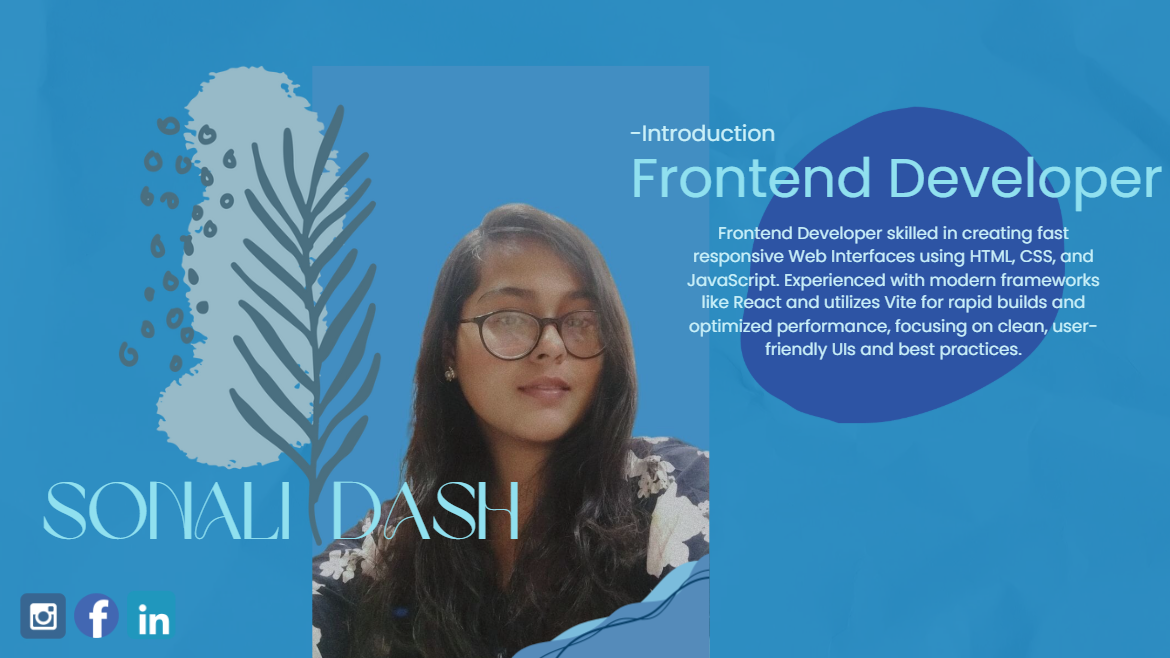 -Introduction
Frontend Developer
Frontend Developer skilled in creating fast
responsive Web Interfaces using HTML, CSS, and
JavaScript. Experienced with modern frameworks
like React and utilizes Vite for rapid builds and
optimized performance, focusing on clean, user-
friendly UIs and best practices.
SONALI DASH
f
in